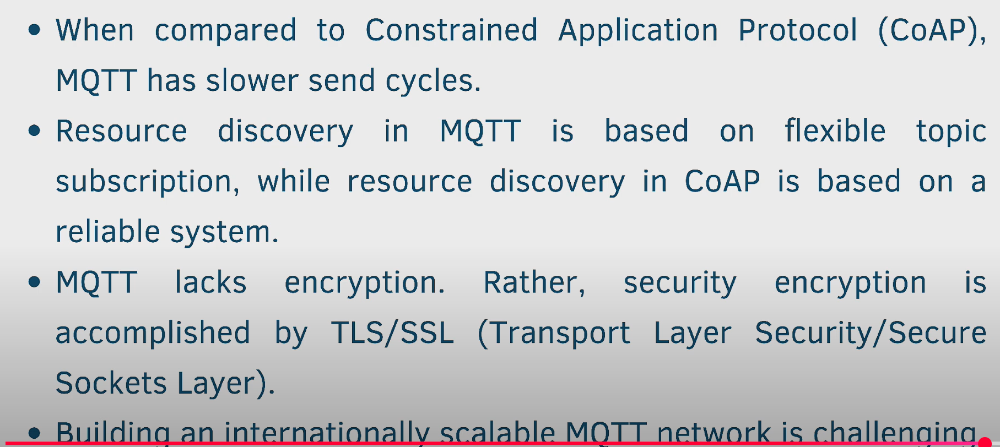 • When compared to Constrained Application Protocol (CoAP),
MQTT has slower send cycles.
• Resource discovery in MQTT is based on flexible topic
subscription, while resource discovery in CoAP is based on a
reliable system.
• MQTT lacks encryption. Rather, security encryption is
accomplished by TLS/SSL (Transport Layer Security/Secure
Sockets Layer).
• Building an internationally scalable MQTT network is challenging.